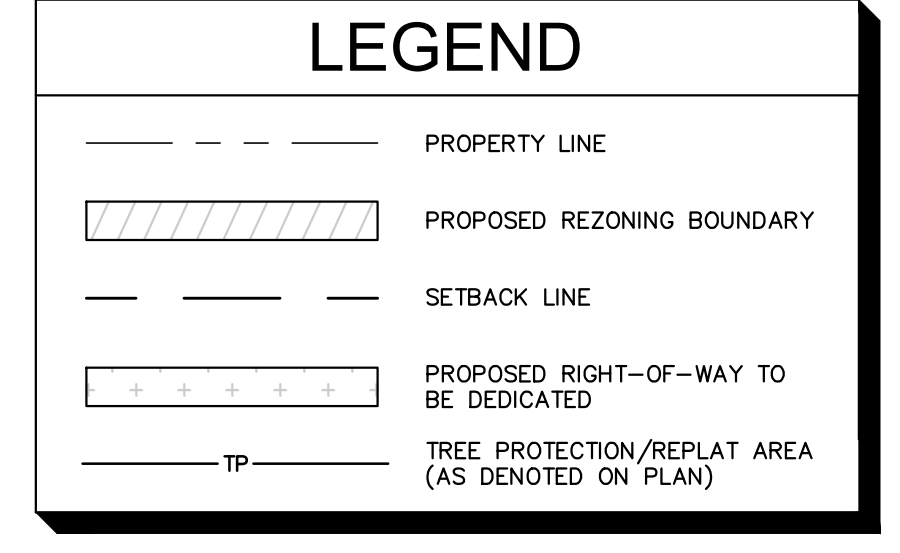 LEGEND
PROPERTY LINE
PROPOSED REZONING BOUNDARY
SETBACK LINE
PROPOSED RIGHT-OF-WAY TO
BE DEDICATED
TP
TREE PROTECTION/REPLAT AREA
(AS DENOTED ON PLAN)